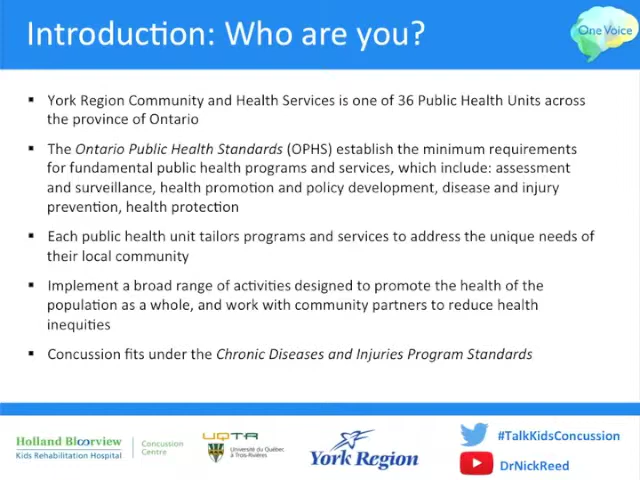 Introduction: Who are you?
One Voice
▪ York Region Community and Health Services is one of 36 Public Health Units across
the province of Ontario
▪ The Ontario Public Health Standards (OPHS) establish the minimum requirements
for fundamental public health programs and services, which include: assessment
and surveillance, health promotion and policy development, disease and injury
prevention, health protection
▪ Each public health unit tailors programs and services to address the unique needs of
their local community
▪ Implement a broad range of activities designed to promote the health of the
population as a whole, and work with community partners to reduce health
inequities
▪ Concussion fits under the Chronic Diseases and Injuries Program Standards
Holland Bloorview
Kids Rehabilitation Hospital
Concussion
Centre
UQTR
Université du Québec
à Trois-Rivières
York Region
#TalkKidsConcussion
DrNickReed